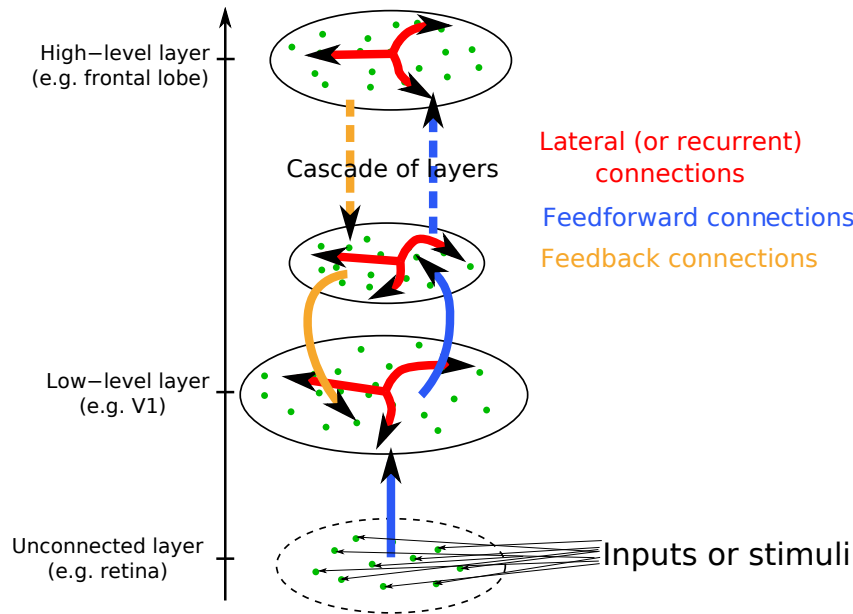 High−level layer
(e.g. frontal lobe)
Cascade of layers
Lateral (or recurrent)
connections
Feedforward connections
Feedback connections
Low−level layer
(e.g. V1)
Unconnected layer
(e.g. retina)
Inputs or stimuli